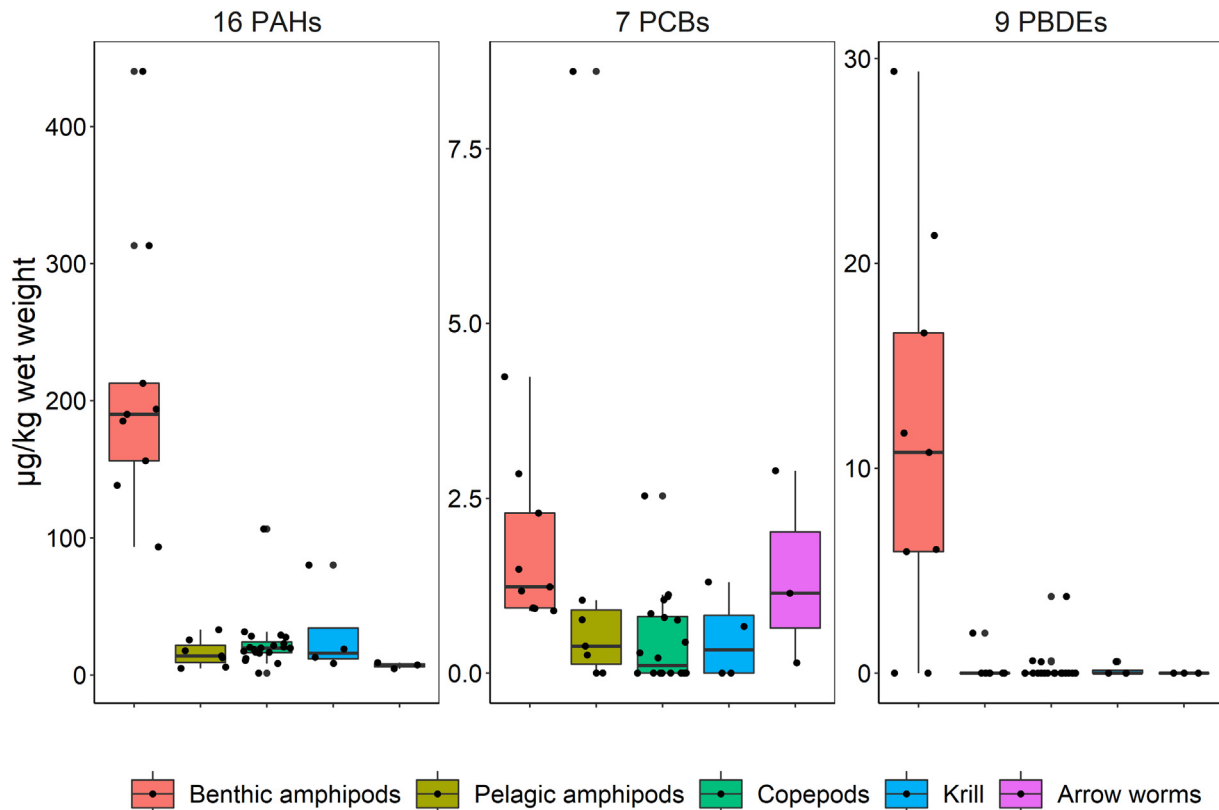 16 PAHs
7 PCBs
9 PBDEs
µg/kg wet weight
400
300
200
100
0
7.5
5.0
2.5
0.0
30
20
10
0
Benthic amphipods
Pelagic amphipods
Copepods
Krill
Arrow worms